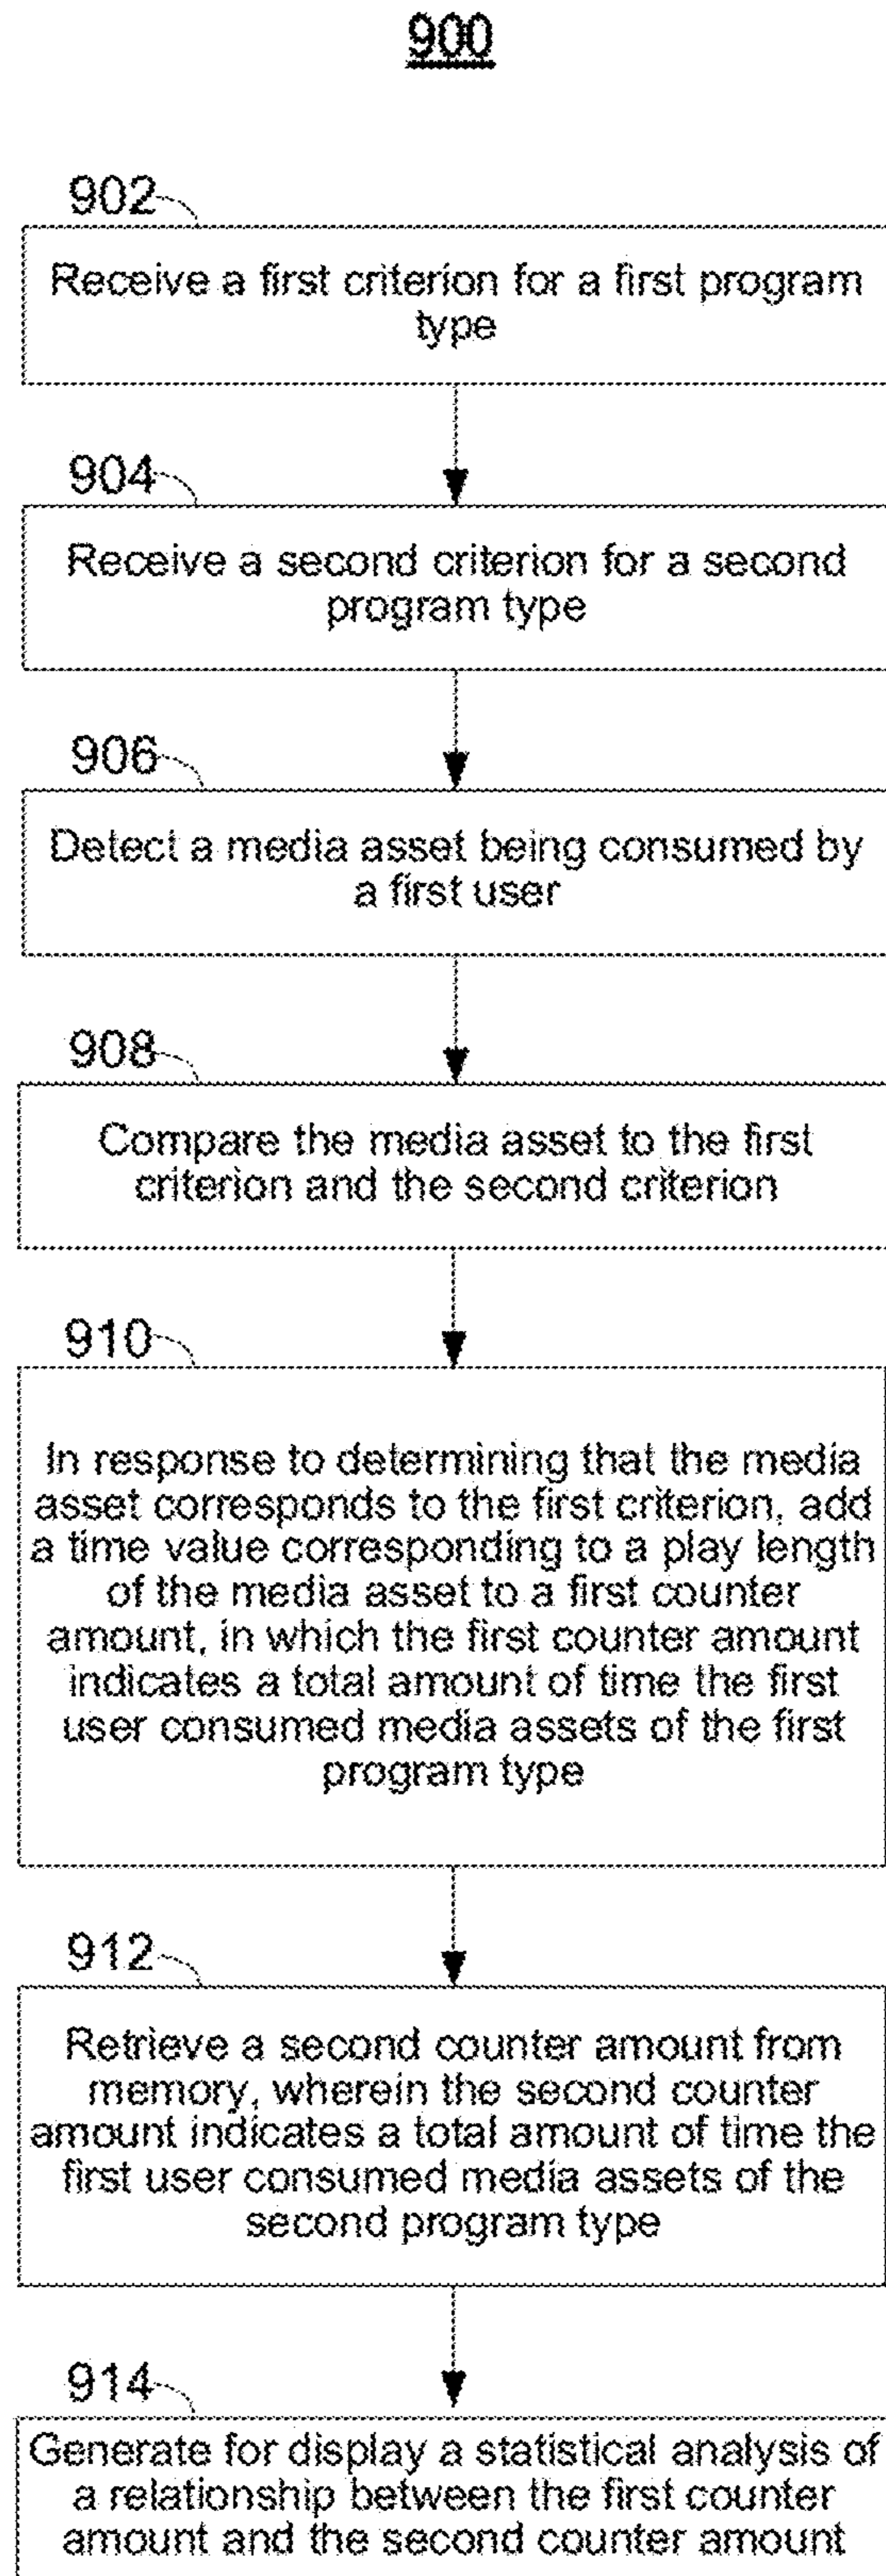 900
902
Receive a first criterion for a first program
type
904
Receive a second criterion for a second
program type
906
Detect a media asset being consumed by
a first user
908
Compare the media asset to the first
criterion and the second criterion
910
In response to determining that the media
asset corresponds to the first criterion, add
a time value corresponding to a play length
of the media asset to a first counter
amount, in which the first counter amount
indicates a total amount of time the first
user consumed media assets of the first
program type
912
Retrieve a second counter amount from
memory, wherein the second counter
amount indicates a total amount of time the
first user consumed media assets of the
second program type
914
Generate for display a statistical analysis of
a relationship between the first counter
amount and the second counter amount